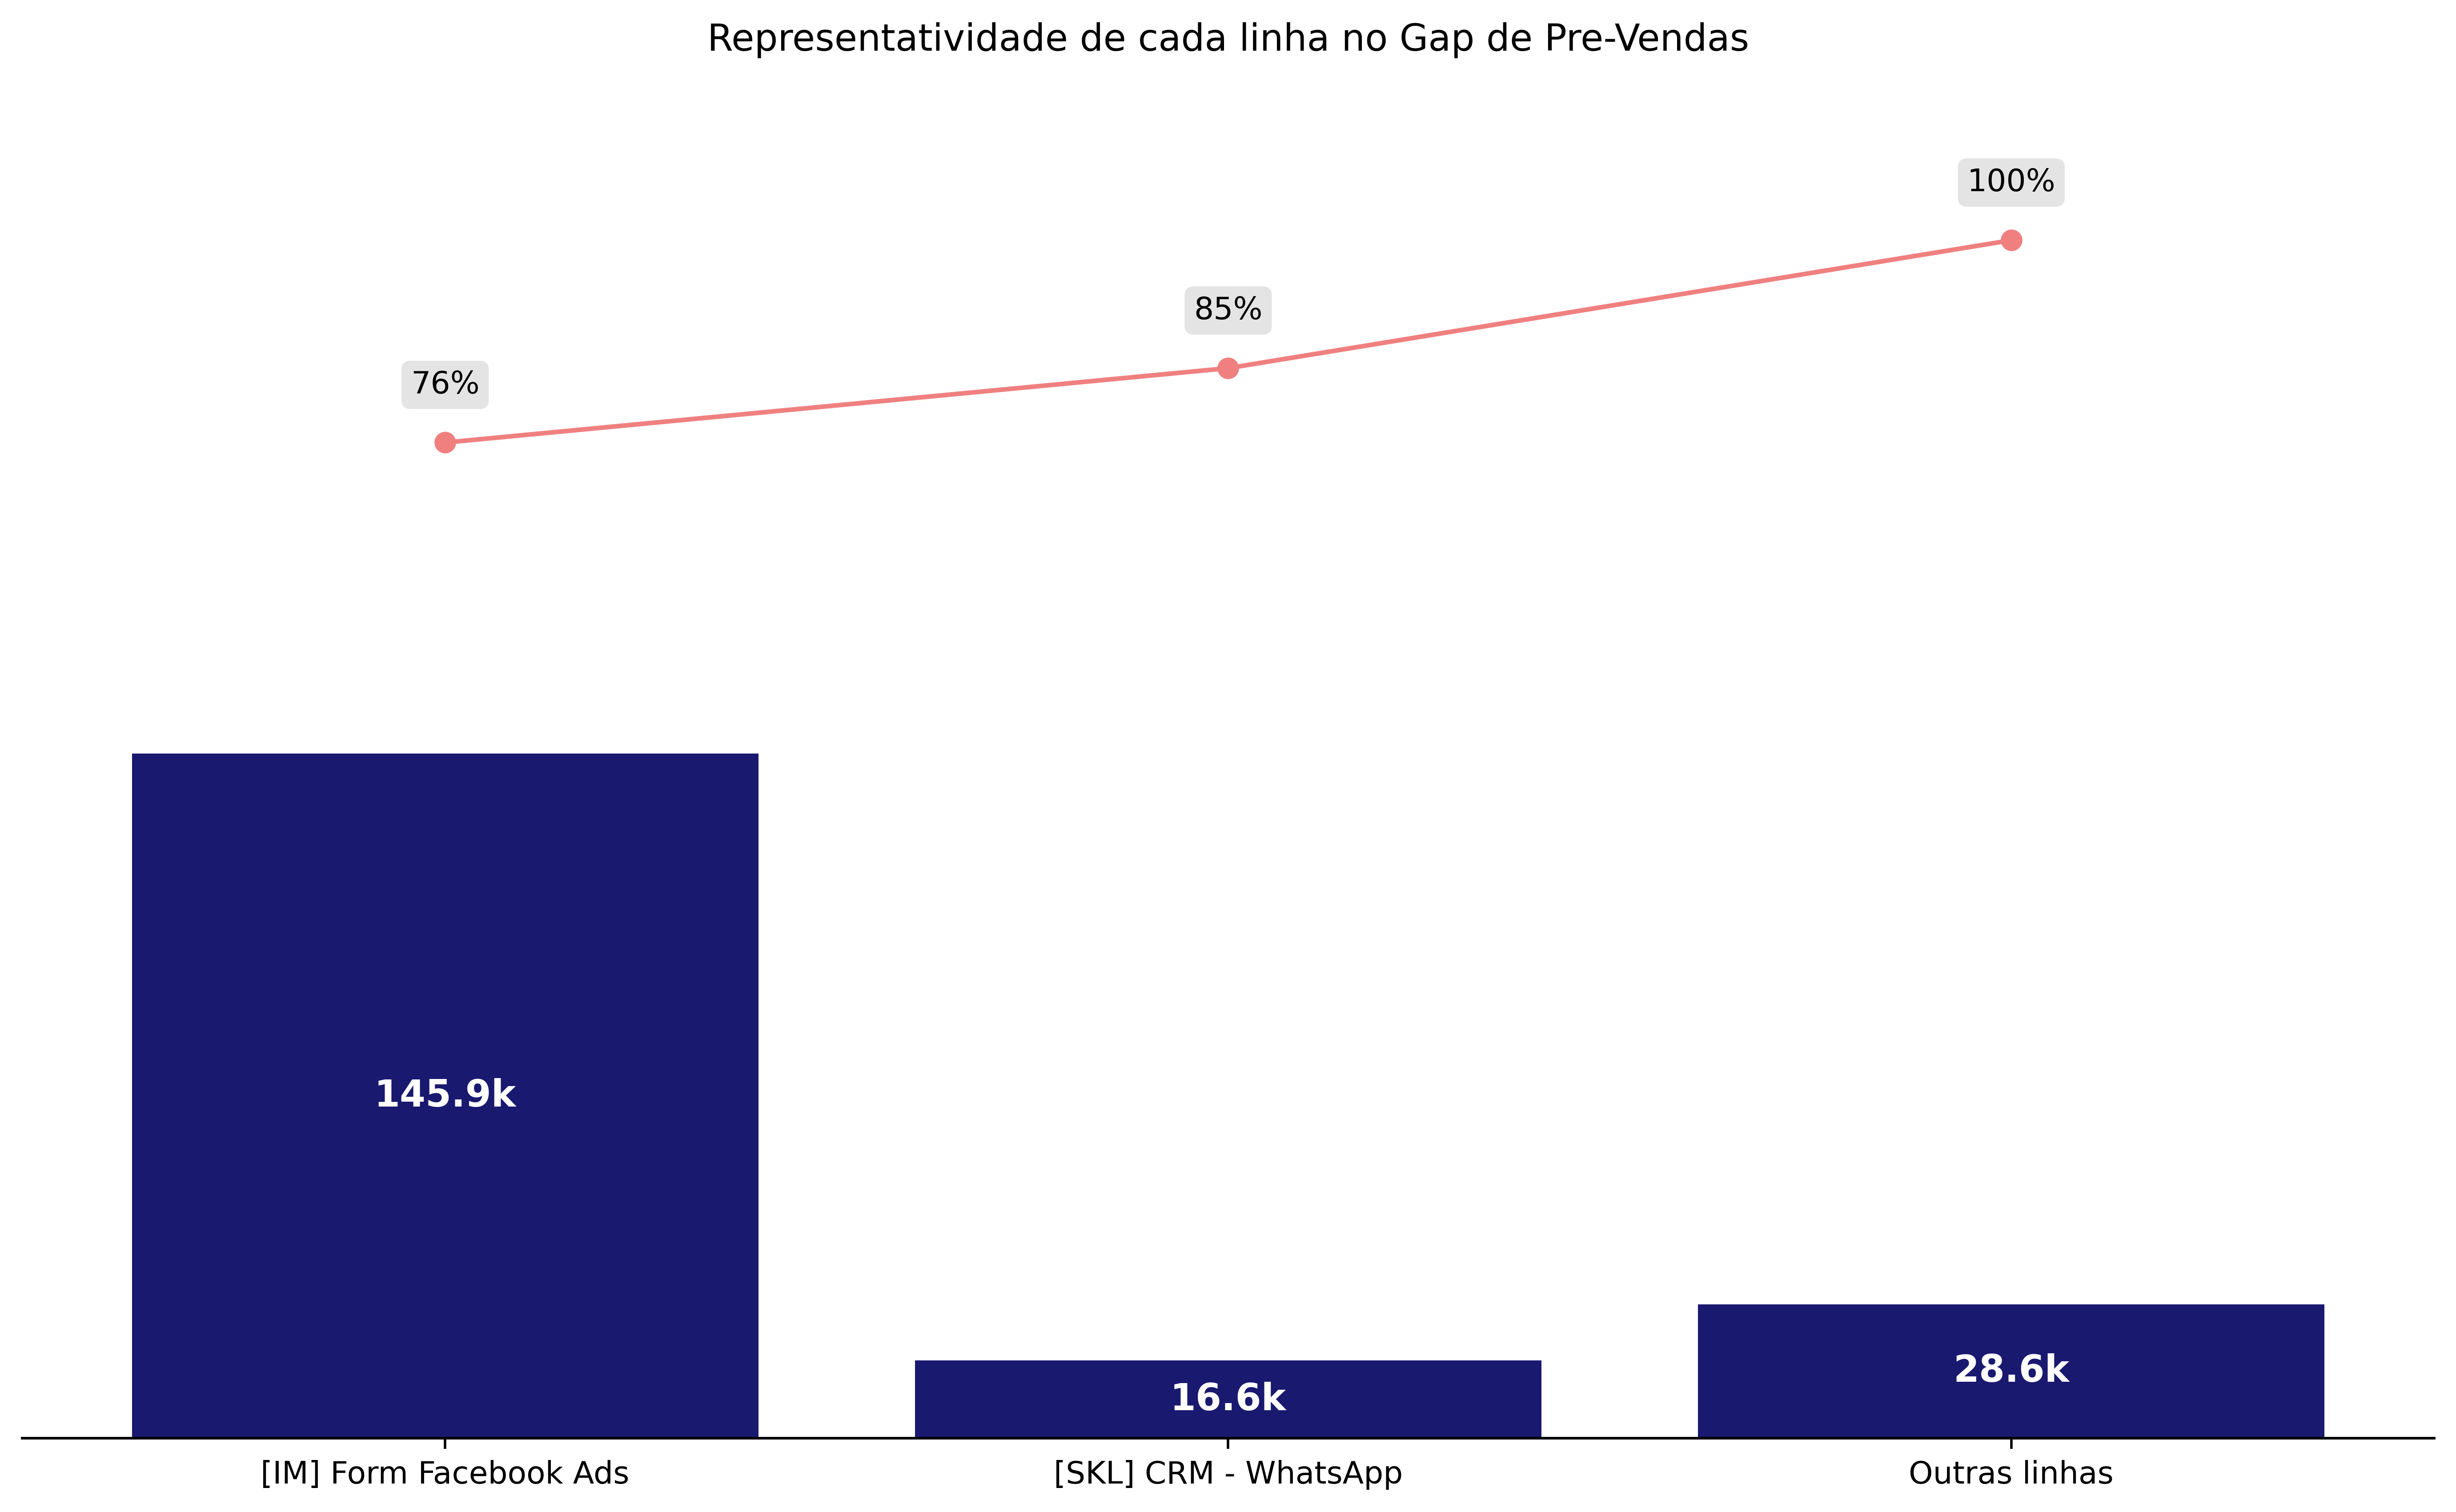 Representatividade de cada linha no Gap de Pre-Vendas
100%
85%
76%
145.9k
28.6k
16.6k
[IM] Form Facebook Ads
[SKL] CRM - WhatsApp
Outras linhas